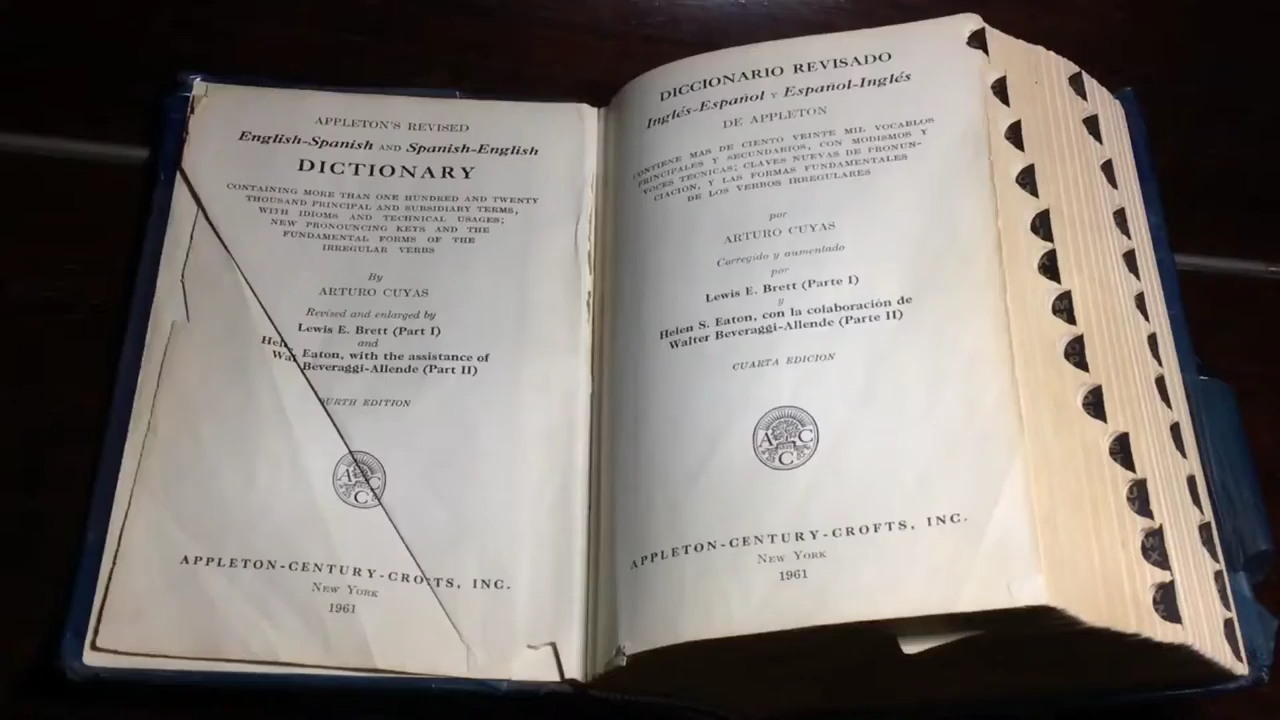 APPLETON'S REVISED
English-Spanish AND Spanish-English
DICTIONARY
CONTAINING MORE THAN ONE HUNDRED AND TWENTY
THOUSAND PRINCIPAL AND SUBSIDIARY TERMS,
WITH IDIOMS AND TECHNICAL USAGES;
NEW PRONOUNCING KEYS AND THE
FUNDAMENTAL FORMS OF THE
IRREGULAR VERBS
By
ARTURO CUYAS
Revised and enlarged by
Lewis E. Brett (Part I)
and
Eaton, with the assistance of
Beveraggi-Allende (Part II)
EDITION
A C C
APPLETON-CENTURY-CROFTS, INC.
NEW YORK
1961
DICCIONARIO REVISADO
Inglés-Español Y Español-Inglés
DE APPLETON
CONTIENE MAS DE CIENTO VEINTE MIL VOCABLOS
PRINCIPALES Y SECUNDARIOS, CON MODISMOS Y
VOCES TECNICAS; CLAVES NUEVAS DE PRONUN-
CIACION, Y LAS FORMAS FUNDAMENTALES
DE LOS VERBOS IRREGULARES
por
ARTURO CUYAS
Corregido y aumentado
por
Lewis E. Brett (Parte I)
y
Helen S. Eaton, con la colaboración de
Walter Beveraggi-Allende (Parte II)
CUARTA EDICION
A C C
APPLETON-CENTURY-CROFTS, INC.
NEW YORK
1961
ST
UV
WX